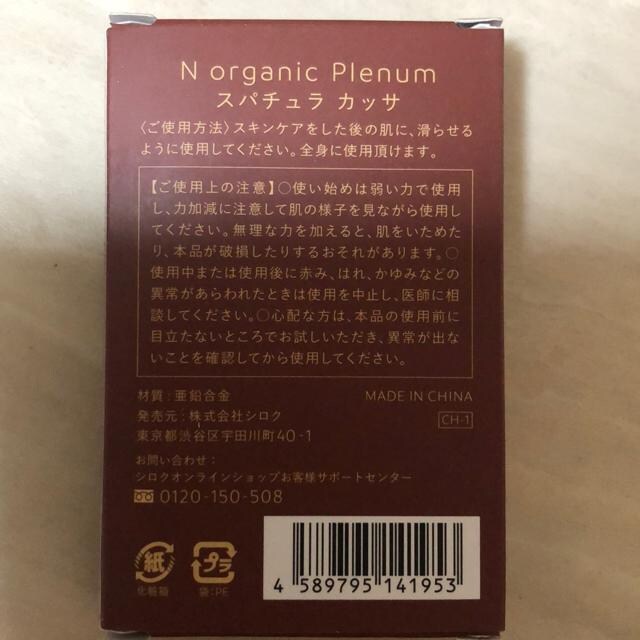 N organic Plenum
スパチュラ カッサ
〈ご使用方法〉スキンケアをした後の肌に、滑らせる
ように使用してください。全身に使用頂けます。
【ご使用上の注意】○使い始めは弱い力で使用
し、力加減に注意して肌の様子を見ながら使用し
てください。無理な力を加えると、肌をいためた
り、本品が破損したりするおそれがあります。○
使用中または使用後に赤み、はれ、かゆみなどの
異常があらわれたときは使用を中止し、医師に相
談してください。○心配な方は、本品の使用前に
目立たないところでお試しいただき、異常が出な
いことを確認してから使用してください。
材質：亜鉛合金 MADE IN CHINA
発売元：株式会社シロク CH-1
東京都渋谷区宇田川町40-1
お問い合わせ：
シロクオンラインショップお客様サポートセンター
0120-150-508
紙 プラ
化粧箱 袋：PE
4 589795 141953